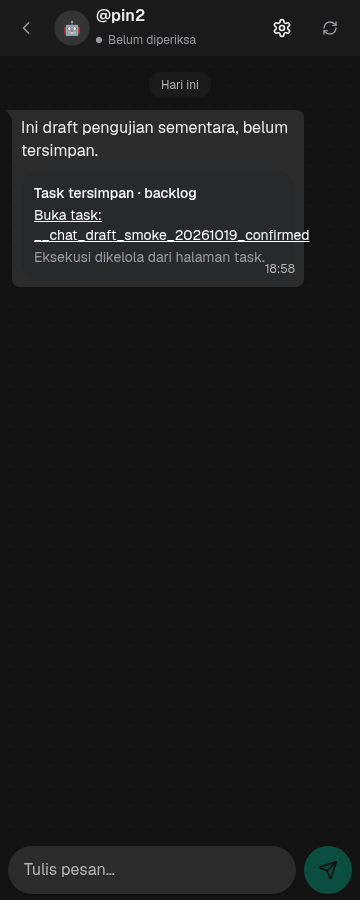 @pin2
Belum diperiksa
Hari ini
Ini draft pengujian sementara, belum
tersimpan.
Task tersimpan · backlog
Buka task:
__chat_draft_smoke_20261019_confirmed
Eksekusi dikelola dari halaman task.
18:58
Tulis pesan...